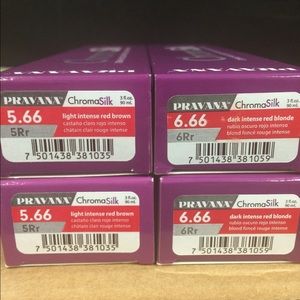 PRAVANA ChromaSilk 3 fl. oz. 90 mL
5.66 light intense red brown
5Rr castaño claro rojo intenso
châtain clair rouge intense
7 501438 381035
PRAVANA ChromaSilk 3 fl. oz. 90 mL
6.66 dark intense red blonde
6Rr rubio oscuro rojo intenso
blond foncé rouge intense
7 501438 381059
PRAVANA ChromaSilk 3 fl. oz. 90 mL
5.66 light intense red brown
5Rr castaño claro rojo intenso
châtain clair rouge intense
7 501438 381035
PRAVANA ChromaSilk 3 fl. oz. 90 mL
6.66 dark intense red blonde
6Rr rubio oscuro rojo intenso
blond foncé rouge intense
7 501438 381059